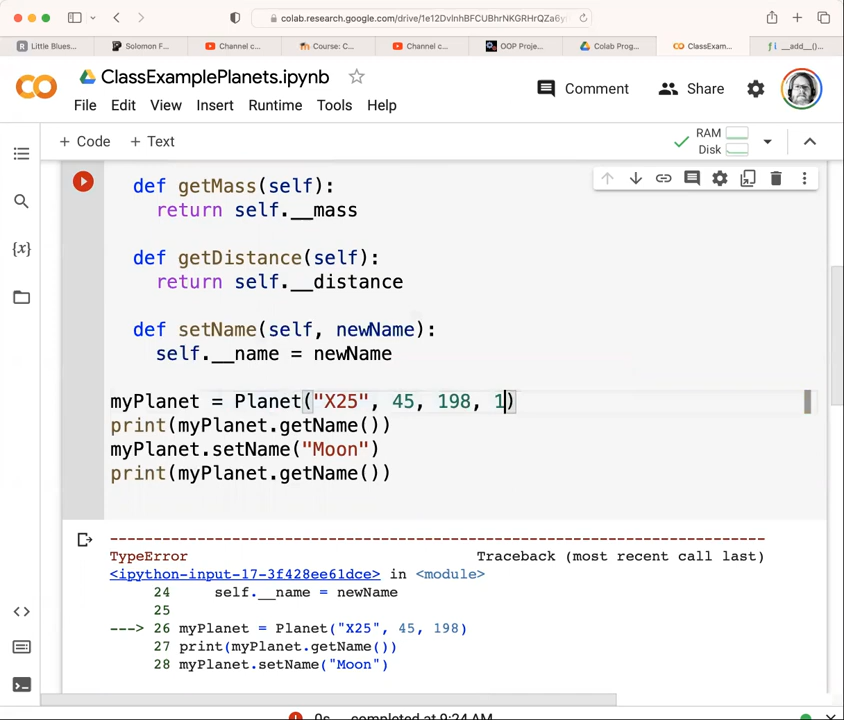 colab.research.google.com/drive/1e12DvlnhBFCUBhrNKGRHrQZa6y
Little Blues... Solomon F... Channel c... Course: C... Channel c... OOP Proje... Colab Prog... ClassExam... __add__()...
ClassExamplePlanets.ipynb
Comment Share
File Edit View Insert Runtime Tools Help
+ Code + Text RAM
Disk
def getMass(self):
return self.__mass
def getDistance(self):
return self.__distance
def setName(self, newName):
self.__name = newName
myPlanet = Planet("X25", 45, 198, 1)
print(myPlanet.getName())
myPlanet.setName("Moon")
print(myPlanet.getName())
--------------------------------------------------------------------------
TypeError Traceback (most recent call last)
<ipython-input-17-3f428ee61dce> in <module>
24 self.__name = newName
25
---> 26 myPlanet = Planet("X25", 45, 198)
27 print(myPlanet.getName())
28 myPlanet.setName("Moon")
0s completed at 9:24 AM